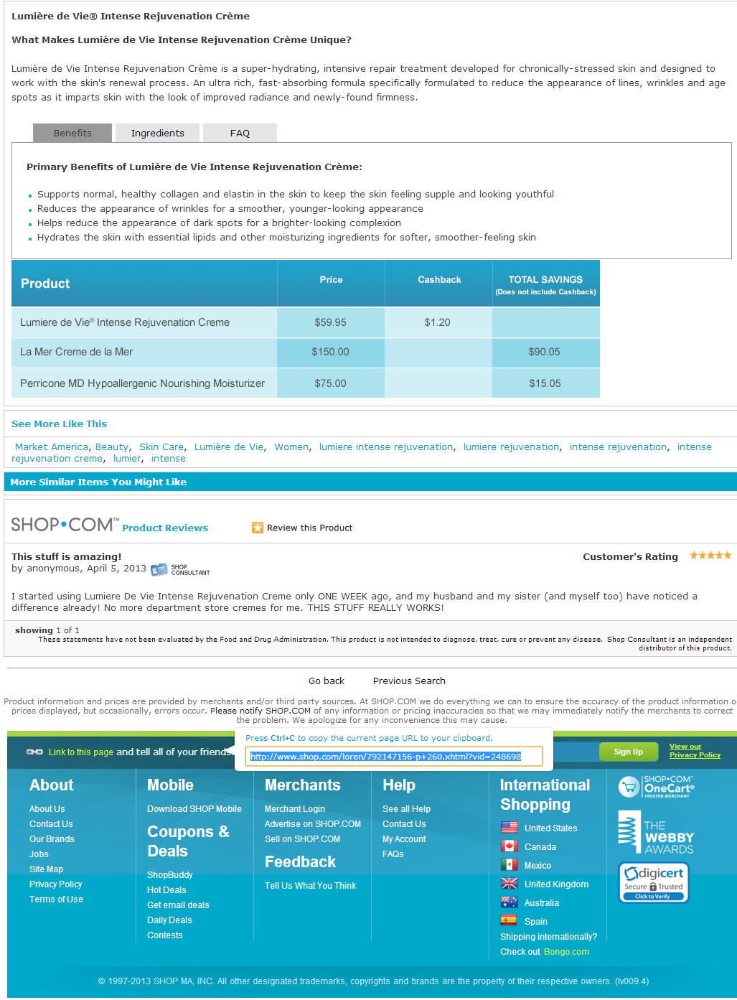 Lumière de Vie® Intense Rejuvenation Crème
What Makes Lumière de Vie Intense Rejuvenation Crème Unique?
Lumière de Vie Intense Rejuvenation Crème is a super-hydrating, intensive repair treatment developed for chronically-stressed skin and designed to
work with the skin's renewal process. An ultra rich, fast-absorbing formula specifically formulated to reduce the appearance of lines, wrinkles and age
spots as it imparts skin with the look of improved radiance and newly-found firmness.
Benefits Ingredients FAQ
Primary Benefits of Lumière de Vie Intense Rejuvenation Crème:
• Supports normal, healthy collagen and elastin in the skin to keep the skin feeling supple and looking youthful
• Reduces the appearance of wrinkles for a smoother, younger-looking appearance
• Helps reduce the appearance of dark spots for a brighter-looking complexion
• Hydrates the skin with essential lipids and other moisturizing ingredients for softer, smoother-feeling skin
Product Price Cashback TOTAL SAVINGS
(Does not include Cashback)
Lumiere de Vie® Intense Rejuvenation Creme $59.95 $1.20
La Mer Creme de la Mer $150.00 $90.05
Perricone MD Hypoallergenic Nourishing Moisturizer $75.00 $15.05
See More Like This
Market America, Beauty, Skin Care, Lumière de Vie, Women, lumiere intense rejuvenation, lumiere rejuvenation, intense rejuvenation, intense
rejuvenation creme, lumier, intense
More Similar Items You Might Like
SHOP•COM™ Product Reviews Review this Product
This stuff is amazing! Customer's Rating
by anonymous, April 5, 2013 SHOP
CONSULTANT
I started using Lumiere De Vie Intense Rejuvenation Creme only ONE WEEK ago, and my husband and my sister (and myself too) have noticed a
difference already! No more department store cremes for me. THIS STUFF REALLY WORKS!
showing 1 of 1
These statements have not been evaluated by the Food and Drug Administration. This product is not intended to diagnose, treat, cure or prevent any disease. Shop Consultant is an independent
distributor of this product.
Go back Previous Search
Product information and prices are provided by merchants and/or third party sources. At SHOP.COM we do everything we can to ensure the accuracy of the product information o
prices displayed, but occasionally, errors occur. Please notify SHOP.COM of any information or pricing inaccuracies so that we may immediately notify the merchants to correct
the problem. We apologize for any inconvenience this may cause.
Press Ctrl+C to copy the current page URL to your clipboard.
http://www.shop.com/loren/792147156-p+260.xhtml?vid=248698
Link to this page and tell all of your friends.
Sign Up
View our
Privacy Policy
About
About Us
Contact Us
Our Brands
Jobs
Site Map
Privacy Policy
Terms of Use
Mobile
Download SHOP Mobile
Coupons &
Deals
ShopBuddy
Hot Deals
Get email deals
Daily Deals
Contests
Merchants
Merchant Login
Advertise on SHOP.COM
Sell on SHOP.COM
Feedback
Tell Us What You Think
Help
See all Help
Contact Us
My Account
FAQs
International
Shopping
United States
Canada
Mexico
United Kingdom
Australia
Spain
Shipping internationally?
Check out Bongo.com
SHOP•COM™
OneCart®
TRUSTED MERCHANT
THE
WEBBY
AWARDS
digicert
Secure Trusted
Click to Verify
© 1997-2013 SHOP MA, INC. All other designated trademarks, copyrights and brands are the property of their respective owners. (lv009.4)